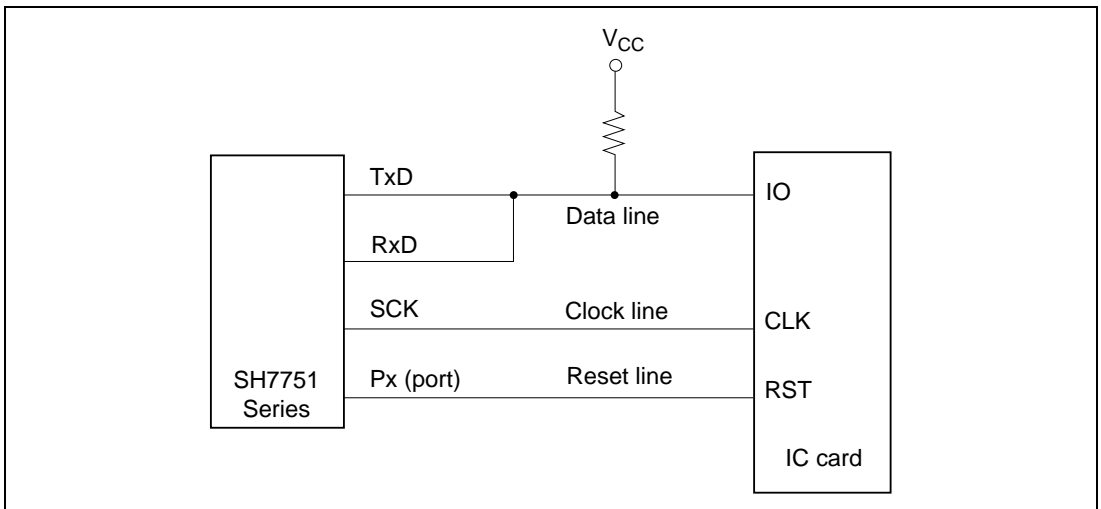 VCC
TxD
IO
Data line
RxD
SCK
Clock line
CLK
SH7751
Series
Px (port)
Reset line
RST
IC card